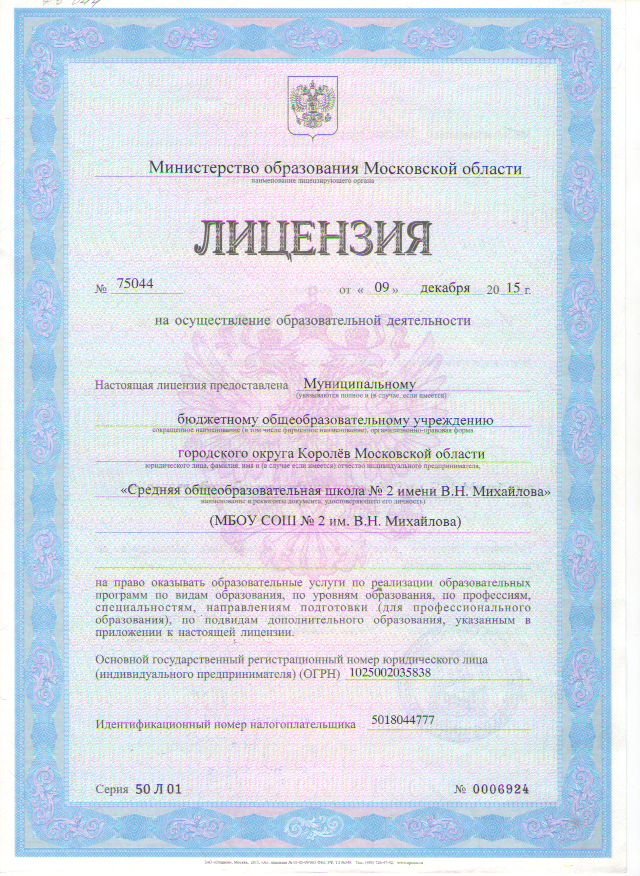 Министерство образования Московской области
наименование лицензирующего органа
ЛИЦЕНЗИЯ
№ 75044 от « 09 » декабря 20 15 г.
на осуществление образовательной деятельности
Настоящая лицензия предоставлена Муниципальному
(указываются полное и (в случае, если имеется)
бюджетному общеобразовательному учреждению
сокращенное наименование (в том числе фирменное наименование), организационно-правовая форма
городского округа Королёв Московской области
юридического лица, фамилия, имя и (в случае если имеется) отчество индивидуального предпринимателя,
«Средняя общеобразовательная школа № 2 имени В.Н. Михайлова»
наименование и реквизиты документа, удостоверяющего его личность)
(МБОУ СОШ № 2 им. В.Н. Михайлова)
на право оказывать образовательные услуги по реализации образовательных
программ по видам образования, по уровням образования, по профессиям,
специальностям, направлениям подготовки (для профессионального
образования), по подвидам дополнительного образования, указанным в
приложении к настоящей лицензии.
Основной государственный регистрационный номер юридического лица
(индивидуального предпринимателя) (ОГРН) 1025002035838
Идентификационный номер налогоплательщика 5018044777
Серия 50 Л 01 № 0006924